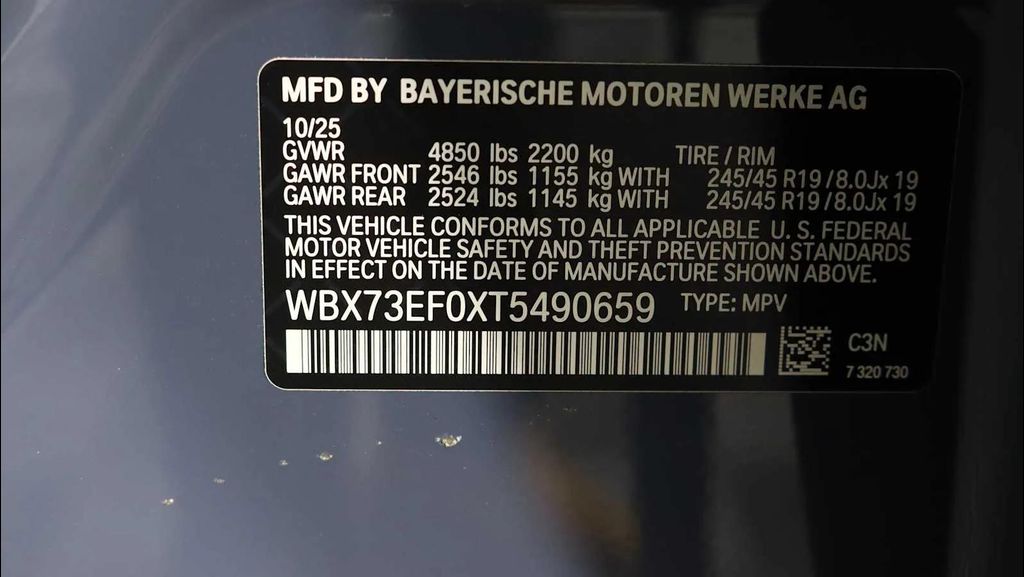 MFD BY BAYERISCHE MOTOREN WERKE AG
10/25
GVWR 4850 lbs 2200 kg TIRE / RIM
GAWR FRONT 2546 lbs 1155 kg WITH 245/45 R19 / 8.0Jx 19
GAWR REAR 2524 lbs 1145 kg WITH 245/45 R19 / 8.0Jx 19
THIS VEHICLE CONFORMS TO ALL APPLICABLE U. S. FEDERAL
MOTOR VEHICLE SAFETY AND THEFT PREVENTION STANDARDS
IN EFFECT ON THE DATE OF MANUFACTURE SHOWN ABOVE.
WBX73EF0XT5490659 TYPE: MPV
C3N
7 320 730